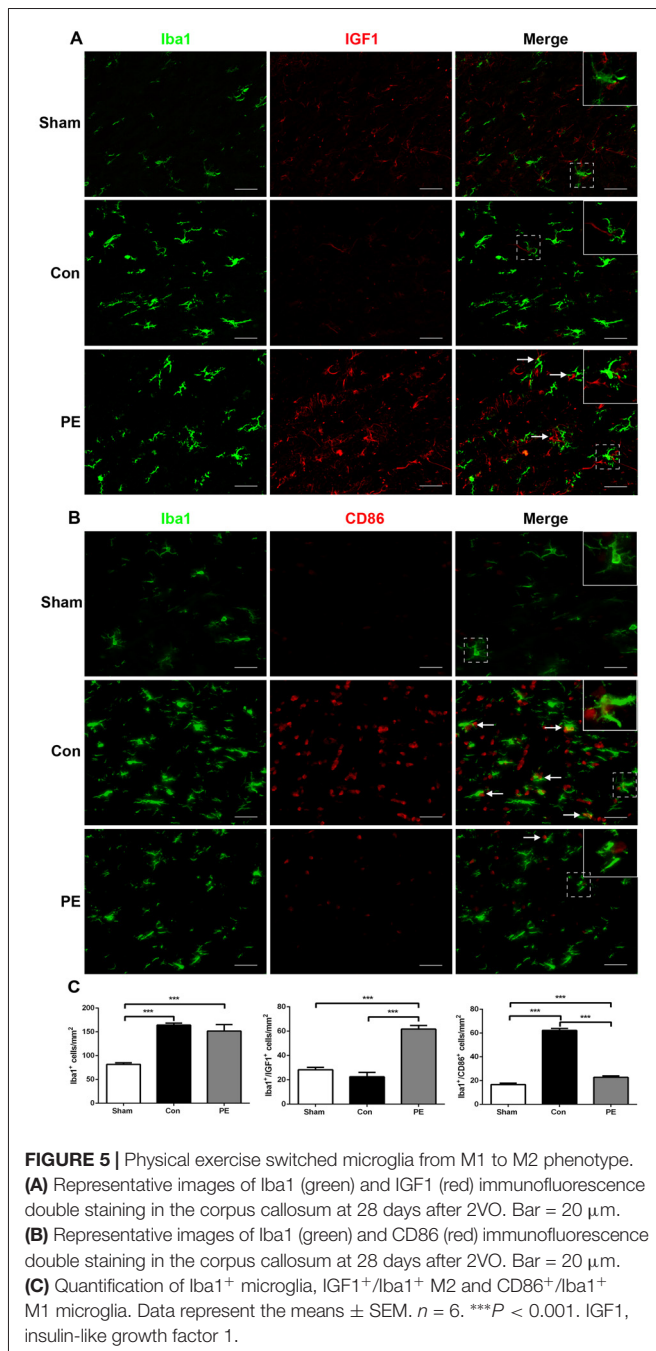 A
Iba1 IGF1 Merge
Sham
Con
PE
B
Iba1 CD86 Merge
Sham
Con
PE
C
Iba1+ cells/mm2
200
150
100
50
0
***
***
Sham Con PE
Iba1+/IGF1+ cells/mm2
80
60
40
20
0
***
***
Sham Con PE
Iba1+/CD86+ cells/mm2
80
60
40
20
0
***
***
***
Sham Con PE
FIGURE 5 | Physical exercise switched microglia from M1 to M2 phenotype.
(A) Representative images of Iba1 (green) and IGF1 (red) immunofluorescence
double staining in the corpus callosum at 28 days after 2VO. Bar = 20 μm.
(B) Representative images of Iba1 (green) and CD86 (red) immunofluorescence
double staining in the corpus callosum at 28 days after 2VO. Bar = 20 μm.
(C) Quantification of Iba1+ microglia, IGF1+/Iba1+ M2 and CD86+/Iba1+
M1 microglia. Data represent the means ± SEM. n = 6. ***P < 0.001. IGF1,
insulin-like growth factor 1.